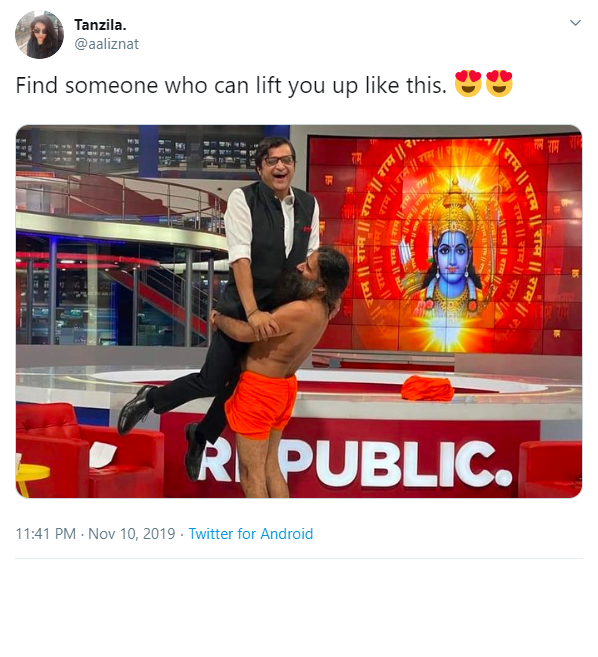 Tanzila.
@aaliznat
Find someone who can lift you up like this. 😍😍
राम || राम || राम || राम || राम || राम
REPUBLIC.
11:41 PM · Nov 10, 2019 · Twitter for Android